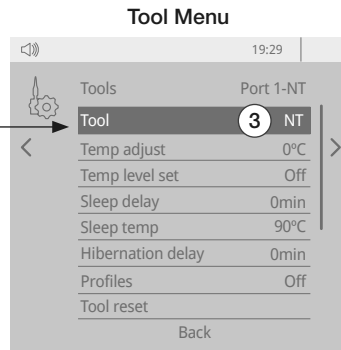 Tool Menu
19:29
Tools Port 1-NT
Tool 3 NT
Temp adjust 0ºC
Temp level set Off
Sleep delay 0min
Sleep temp 90ºC
Hibernation delay 0min
Profiles Off
Tool reset
Back